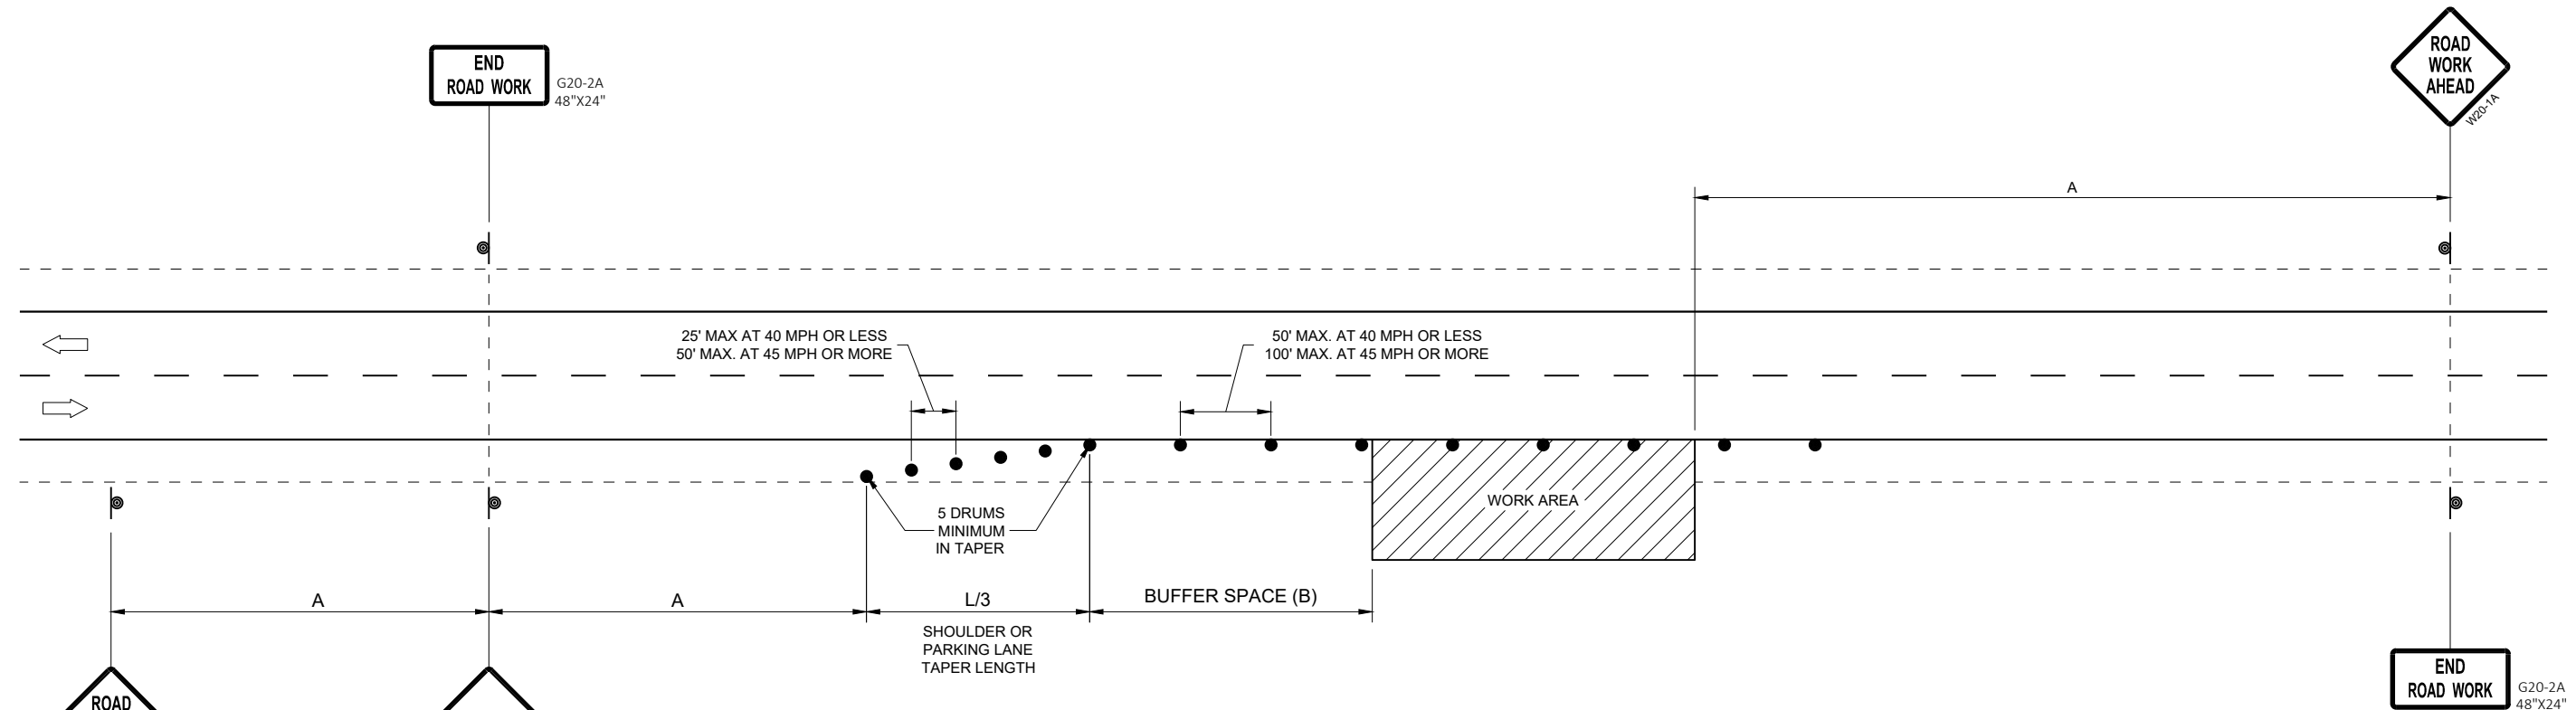 END
ROAD WORK
G20-2A
48"X24"
ROAD
WORK
AHEAD
W20-1A
A
25' MAX AT 40 MPH OR LESS
50' MAX. AT 45 MPH OR MORE
50' MAX. AT 40 MPH OR LESS
100' MAX. AT 45 MPH OR MORE
5 DRUMS
MINIMUM
IN TAPER
WORK AREA
A
A
L/3
BUFFER SPACE (B)
SHOULDER OR
PARKING LANE
TAPER LENGTH
ROAD
END
ROAD WORK
G20-2A
48"X24"